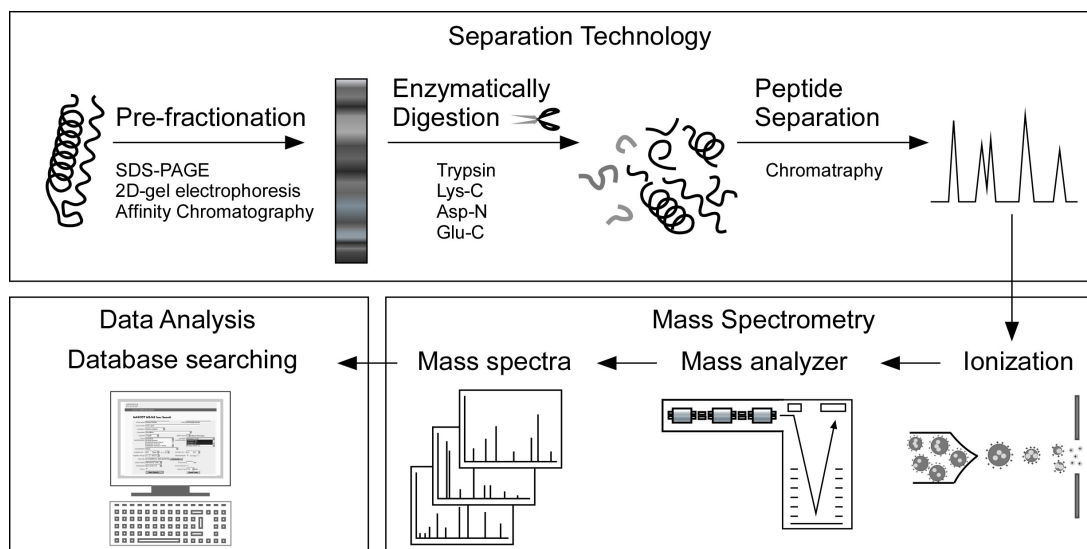 Separation Technology
Pre-fractionation
SDS-PAGE
2D-gel electrophoresis
Affinity Chromatography
Enzymatically
Digestion
Trypsin
Lys-C
Asp-N
Glu-C
Peptide
Separation
Chromatraphy
Data Analysis
Database searching
Mass Spectrometry
Mass spectra
Mass analyzer
Ionization